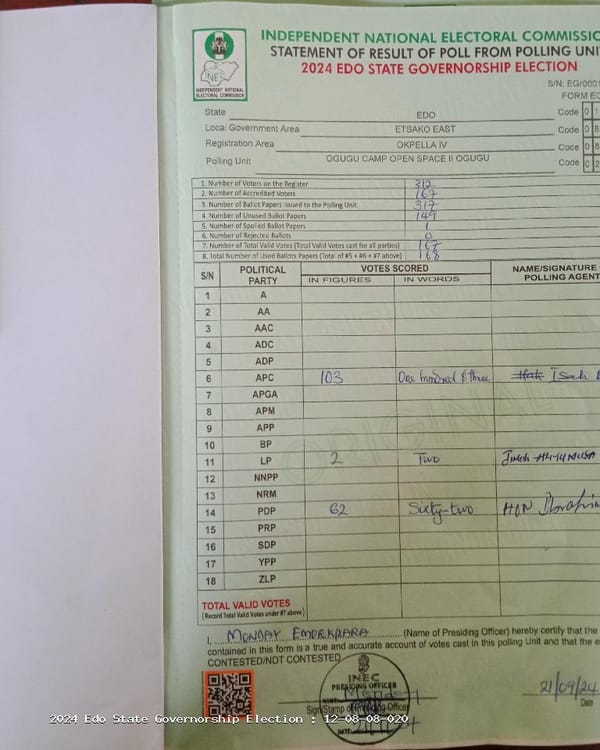 INDEPENDENT NATIONAL ELECTORAL COMMISSIO
STATEMENT OF RESULT OF POLL FROM POLLING UNI
2024 EDO STATE GOVERNORSHIP ELECTION
INEC
INDEPENDENT NATIONAL
ELECTORAL COMMISSION
S/N. EG/0001
FORM EC
State EDO Code 0 1
Local Government Area ETSAKO EAST Code 0 8
Registration Area OKPELLA IV Code 0 8
Polling Unit OGUGU CAMP OPEN SPACE II OGUGU Code 0 2
1. Number of Voters on the Register 312
2. Number of Accredited Voters 167
3. Number of Ballot Papers Issued to the Polling Unit 317
4. Number of Unused Ballot Papers 149
5. Number of Spoiled Ballot Papers 1
6. Number of Rejected Ballots 0
7. Number of Total Valid Votes (Total Valid Votes cast for all parties) 167
8. Total Number of Used Ballots Papers (Total of #5 + #6 + #7 above) 168
S/N POLITICAL PARTY VOTES SCORED NAME/SIGNATURE
IN FIGURES IN WORDS POLLING AGENT
1 A
2 AA
3 AAC
4 ADC
5 ADP
6 APC 103 One hundred & three Isah
7 APGA
8 APM
9 APP
10 BP
11 LP 2 Two
12 NNPP
13 NRM
14 PDP 62 Sixty-two HON Ibrahim
15 PRP
16 SDP
17 YPP
18 ZLP
TOTAL VALID VOTES
(Record Total Valid Votes under #7 above)
I, MONDAY (Name of Presiding Officer) hereby certify that the
contained in this form is a true and accurate account of votes cast in this polling Unit and that the e
CONTESTED/NOT CONTESTED
INEC
PRESIDING OFFICER
Sign Stamp of Presiding Officer
DATE
21/09/24
Date
2024 Edo State Governorship Election : 12-08-08-020